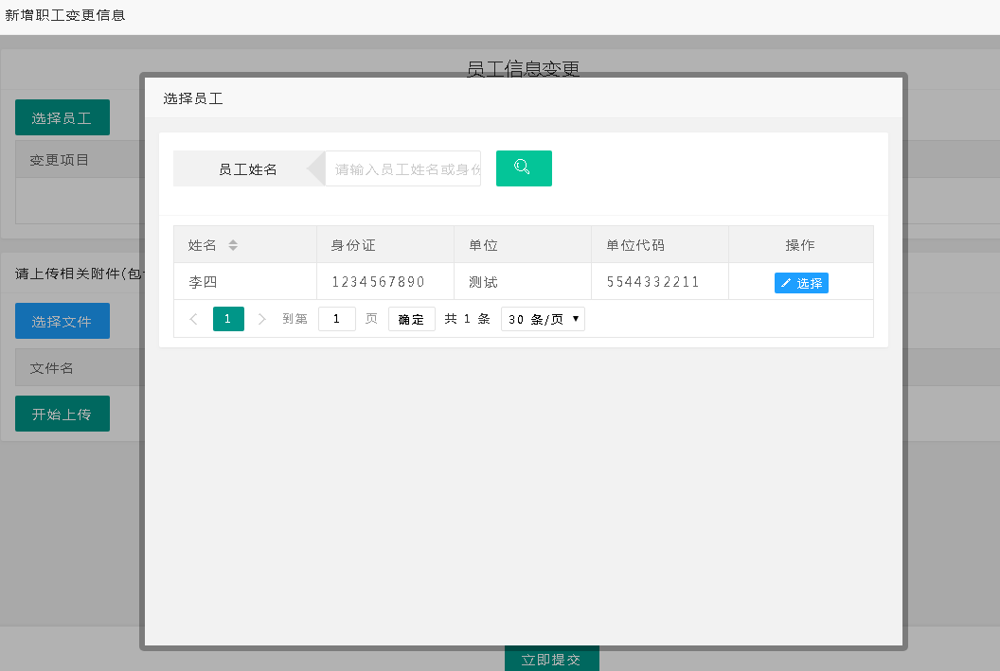 新增职工变更信息
员工信息变更
选择员工
变更项目
请上传相关附件(包
选择文件
文件名
开始上传
选择员工
员工姓名 请输入员工姓名或身份
姓名 身份证 单位 单位代码 操作
李四 1234567890 测试 5544332211 选择
1 到第 1 页 确定 共 1 条 30 条/页
立即提交